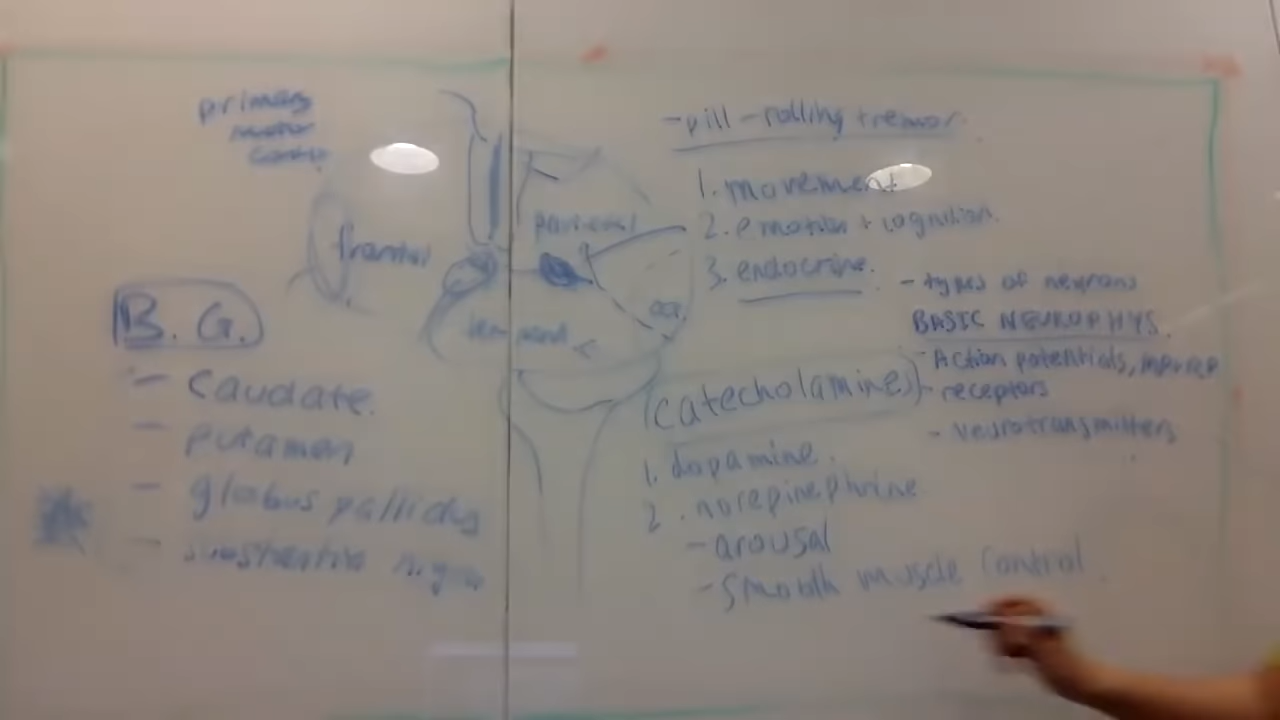 primary
motor
- pill - rolling tremor.
1. movement
2. emotion + cognition.
3. endocrine.
parietal
frontal
occ.
- types of neurons
BASIC NEUROPHYS.
- Action potentials,
receptors
- Neurotransmitters
B. G.
- Caudate.
- putamen
- globus pallidus
- substantia nigra
Catecholamines
1. dopamine.
2. norepinephrine
- arousal
- smooth muscle control.